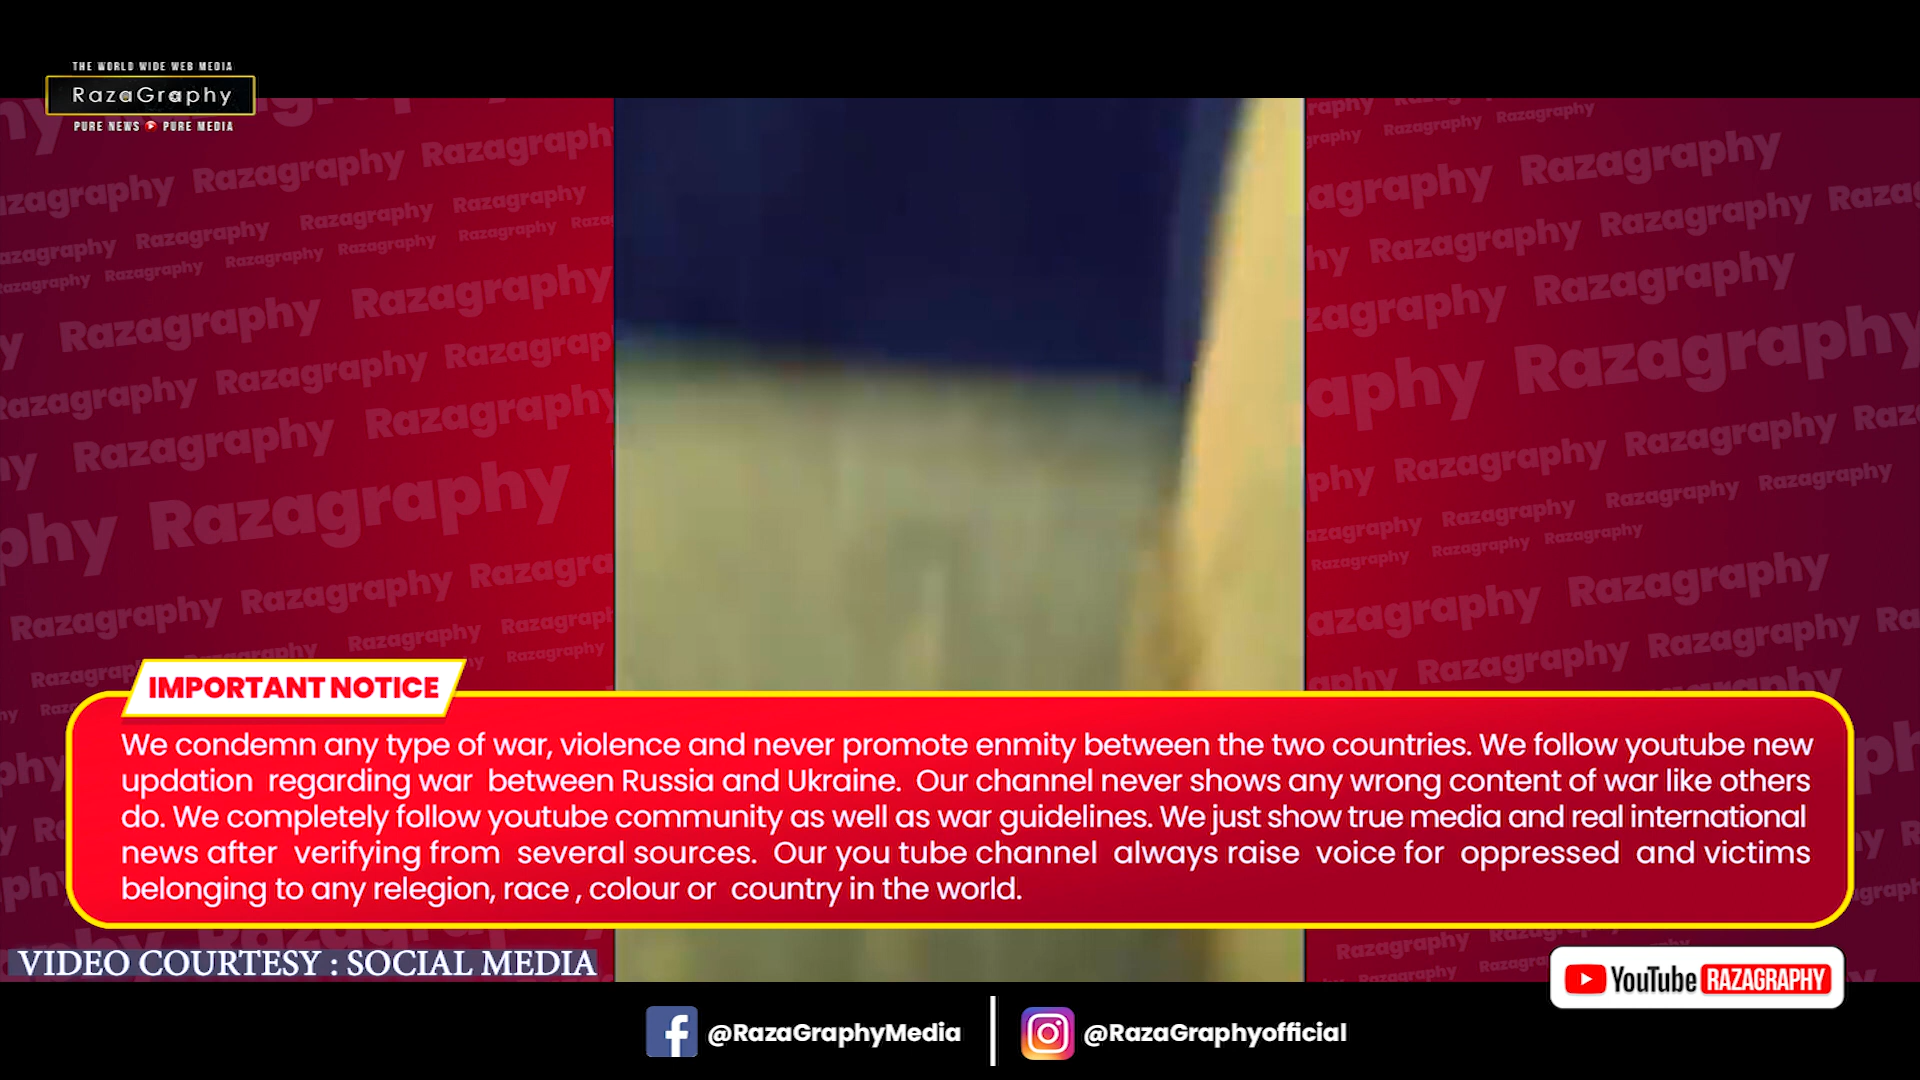 THE WORLD WIDE WEB MEDIA
RazaGraphy
PURE NEWS PURE MEDIA
IMPORTANT NOTICE
We condemn any type of war, violence and never promote enmity between the two countries. We follow youtube new
updation regarding war between Russia and Ukraine. Our channel never shows any wrong content of war like others
do. We completely follow youtube community as well as war guidelines. We just show true media and real international
news after verifying from several sources. Our you tube channel always raise voice for oppressed and victims
belonging to any relegion, race , colour or country in the world.
VIDEO COURTESY : SOCIAL MEDIA
YouTube RAZAGRAPHY
@RazaGraphyMedia
@RazaGraphyofficial